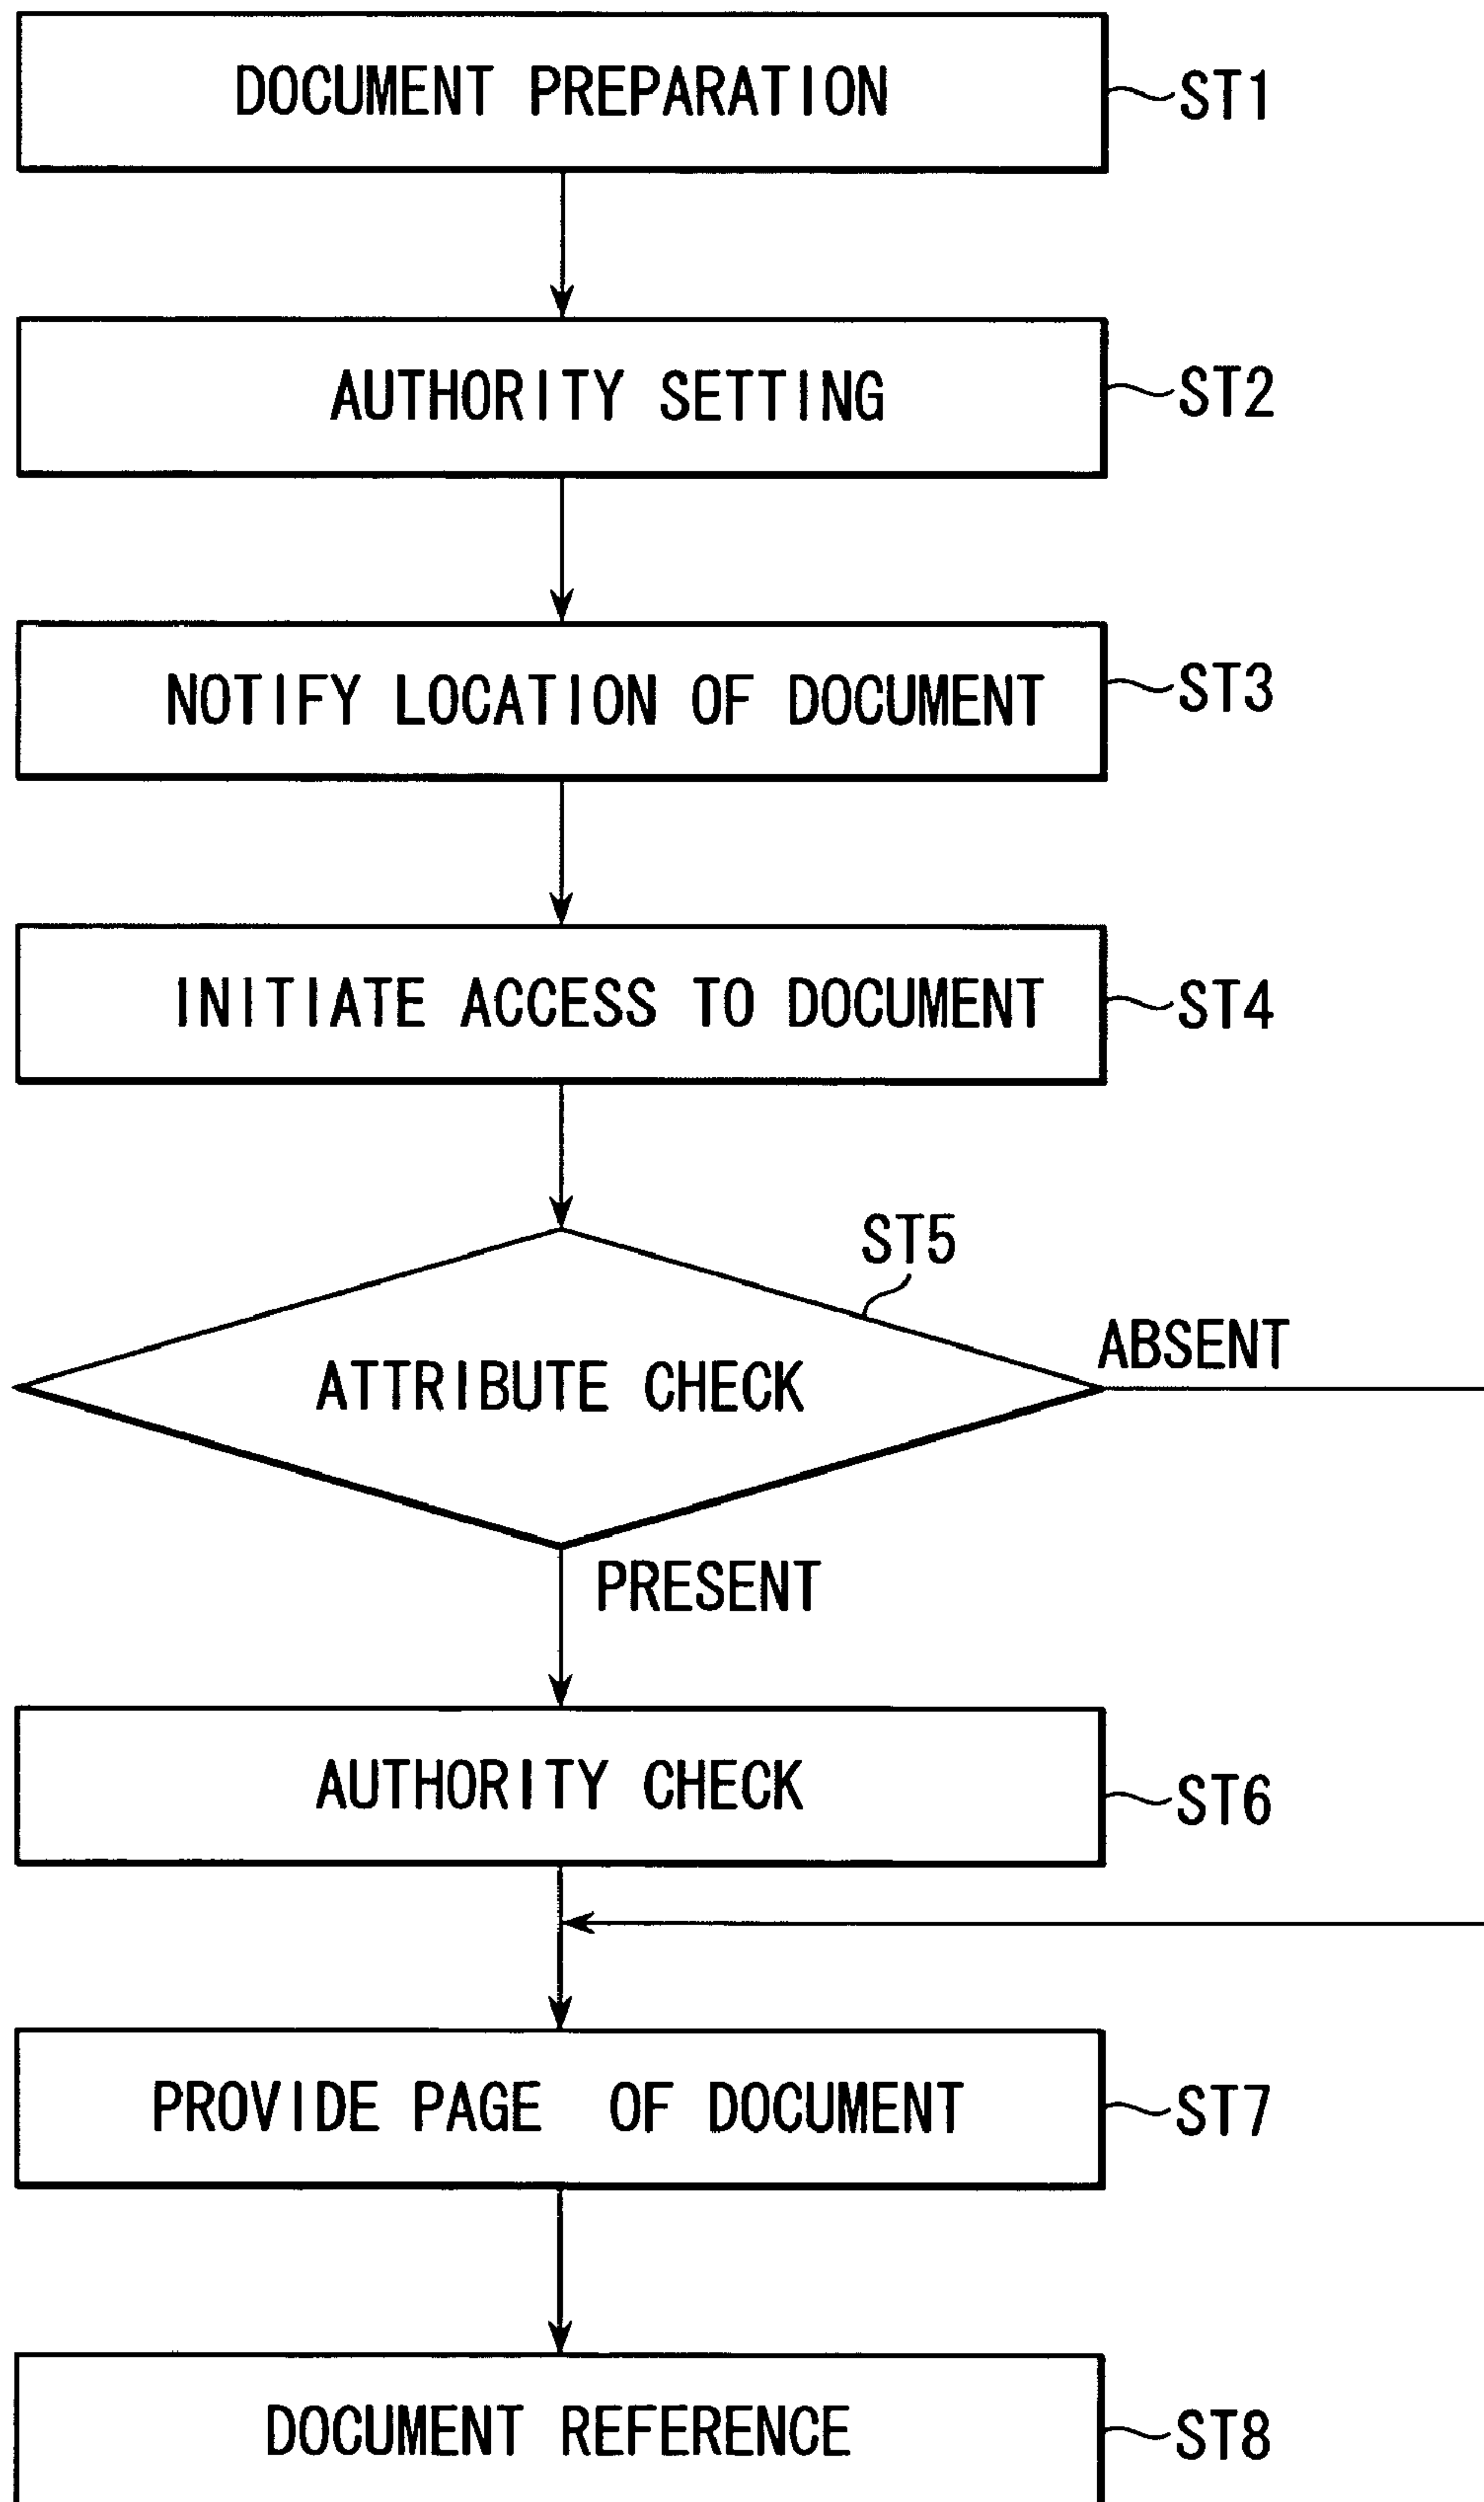 DOCUMENT PREPARATION ST1
AUTHORITY SETTING ST2
NOTIFY LOCATION OF DOCUMENT ST3
INITIATE ACCESS TO DOCUMENT ST4
ST5
ABSENT
ATTRIBUTE CHECK
PRESENT
AUTHORITY CHECK ST6
PROVIDE PAGE OF DOCUMENT ST7
DOCUMENT REFERENCE ST8